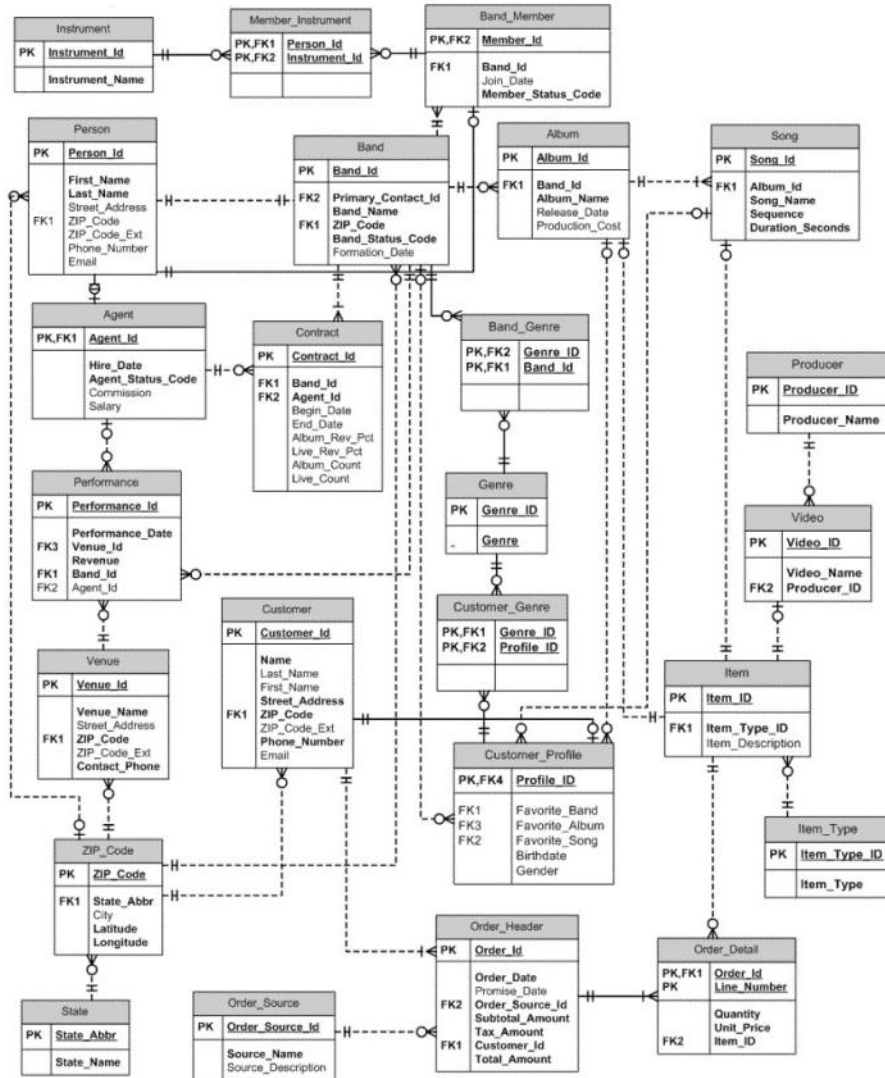 Instrument
PK Instrument_Id
Instrument_Name
Member_Instrument
PK,FK1 Person_Id
PK,FK2 Instrument_Id
Band_Member
PK,FK2 Member_Id
FK1 Band_Id
Join_Date
Member_Status_Code
Person
PK Person_Id
First_Name
Last_Name
Street_Address
FK1 ZIP_Code
ZIP_Code_Ext
Phone_Number
Email
Band
PK Band_Id
FK2 Primary_Contact_Id
Band_Name
FK1 ZIP_Code
Band_Status_Code
Formation_Date
Album
PK Album_Id
FK1 Band_Id
Album_Name
Release_Date
Production_Cost
Song
PK Song_Id
FK1 Album_Id
Song_Name
Sequence
Duration_Seconds
Agent
PK,FK1 Agent_Id
Hire_Date
Agent_Status_Code
Commission
Salary
Contract
PK Contract_Id
FK1 Band_Id
FK2 Agent_Id
Begin_Date
End_Date
Album_Rev_Pct
Live_Rev_Pct
Album_Count
Live_Count
Band_Genre
PK,FK2 Genre_ID
PK,FK1 Band_Id
Producer
PK Producer_ID
Producer_Name
Performance
PK Performance_Id
Performance_Date
FK3 Venue_Id
Revenue
FK1 Band_Id
FK2 Agent_Id
Genre
PK Genre_ID
_ Genre
Video
PK Video_ID
Video_Name
FK2 Producer_ID
Customer
PK Customer_Id
Name
Last_Name
First_Name
Street_Address
FK1 ZIP_Code
ZIP_Code_Ext
Phone_Number
Email
Customer_Genre
PK,FK1 Genre_ID
PK,FK2 Profile_ID
Venue
PK Venue_Id
Venue_Name
Street_Address
FK1 ZIP_Code
ZIP_Code_Ext
Contact_Phone
Item
PK Item_ID
FK1 Item_Type_ID
Item_Description
Customer_Profile
PK,FK4 Profile_ID
FK1 Favorite_Band
FK3 Favorite_Album
FK2 Favorite_Song
Birthdate
Gender
Item_Type
PK Item_Type_ID
Item_Type
ZIP_Code
PK ZIP_Code
FK1 State_Abbr
City
Latitude
Longitude
Order_Header
PK Order_Id
Order_Date
Promise_Date
FK2 Order_Source_Id
Subtotal_Amount
Tax_Amount
FK1 Customer_Id
Total_Amount
Order_Detail
PK,FK1 Order_Id
PK Line_Number
Quantity
Unit_Price
FK2 Item_ID
State
PK State_Abbr
State_Name
Order_Source
PK Order_Source_Id
Source_Name
Source_Description